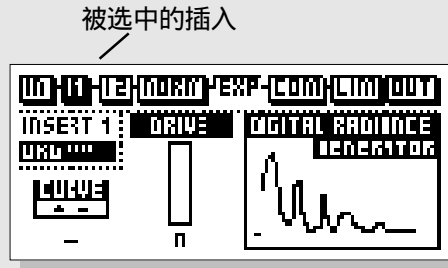 被选中的插入
IN I1 I2 NORM EXP COM LIM OUT
INSERT 1 DRIVE DIGITAL RADIANCE
GENERATOR
DRG
CURVE
+ -